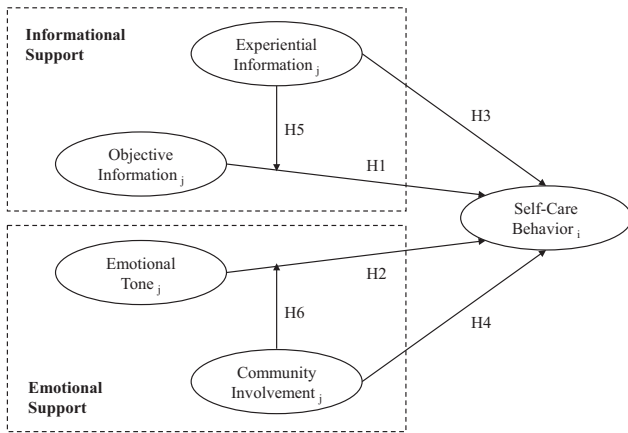 Informational
Support
Experiential
Information j
H5
H3
Objective
Information j
H1
Self-Care
Behavior i
Emotional
Tone j
H2
H6
H4
Community
Involvement j
Emotional
Support